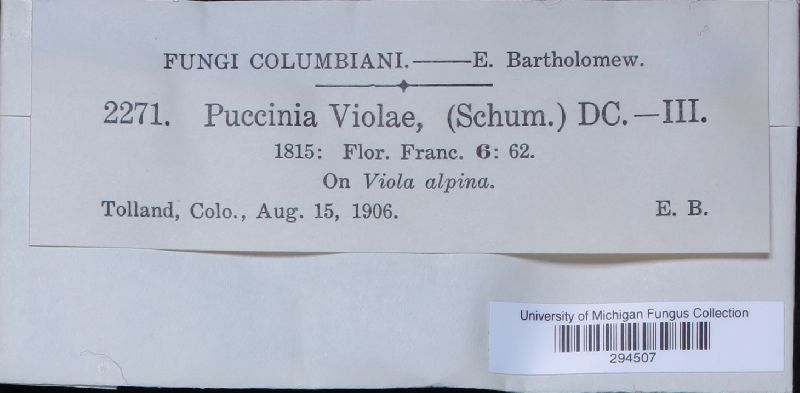 FUNGI COLUMBIANI.——E. Bartholomew.
2271. Puccinia Violae, (Schum.) DC.—III.
1815: Flor. Franc. 6: 62.
On Viola alpina.
Tolland, Colo., Aug. 15, 1906. E. B.
University of Michigan Fungus Collection
294507